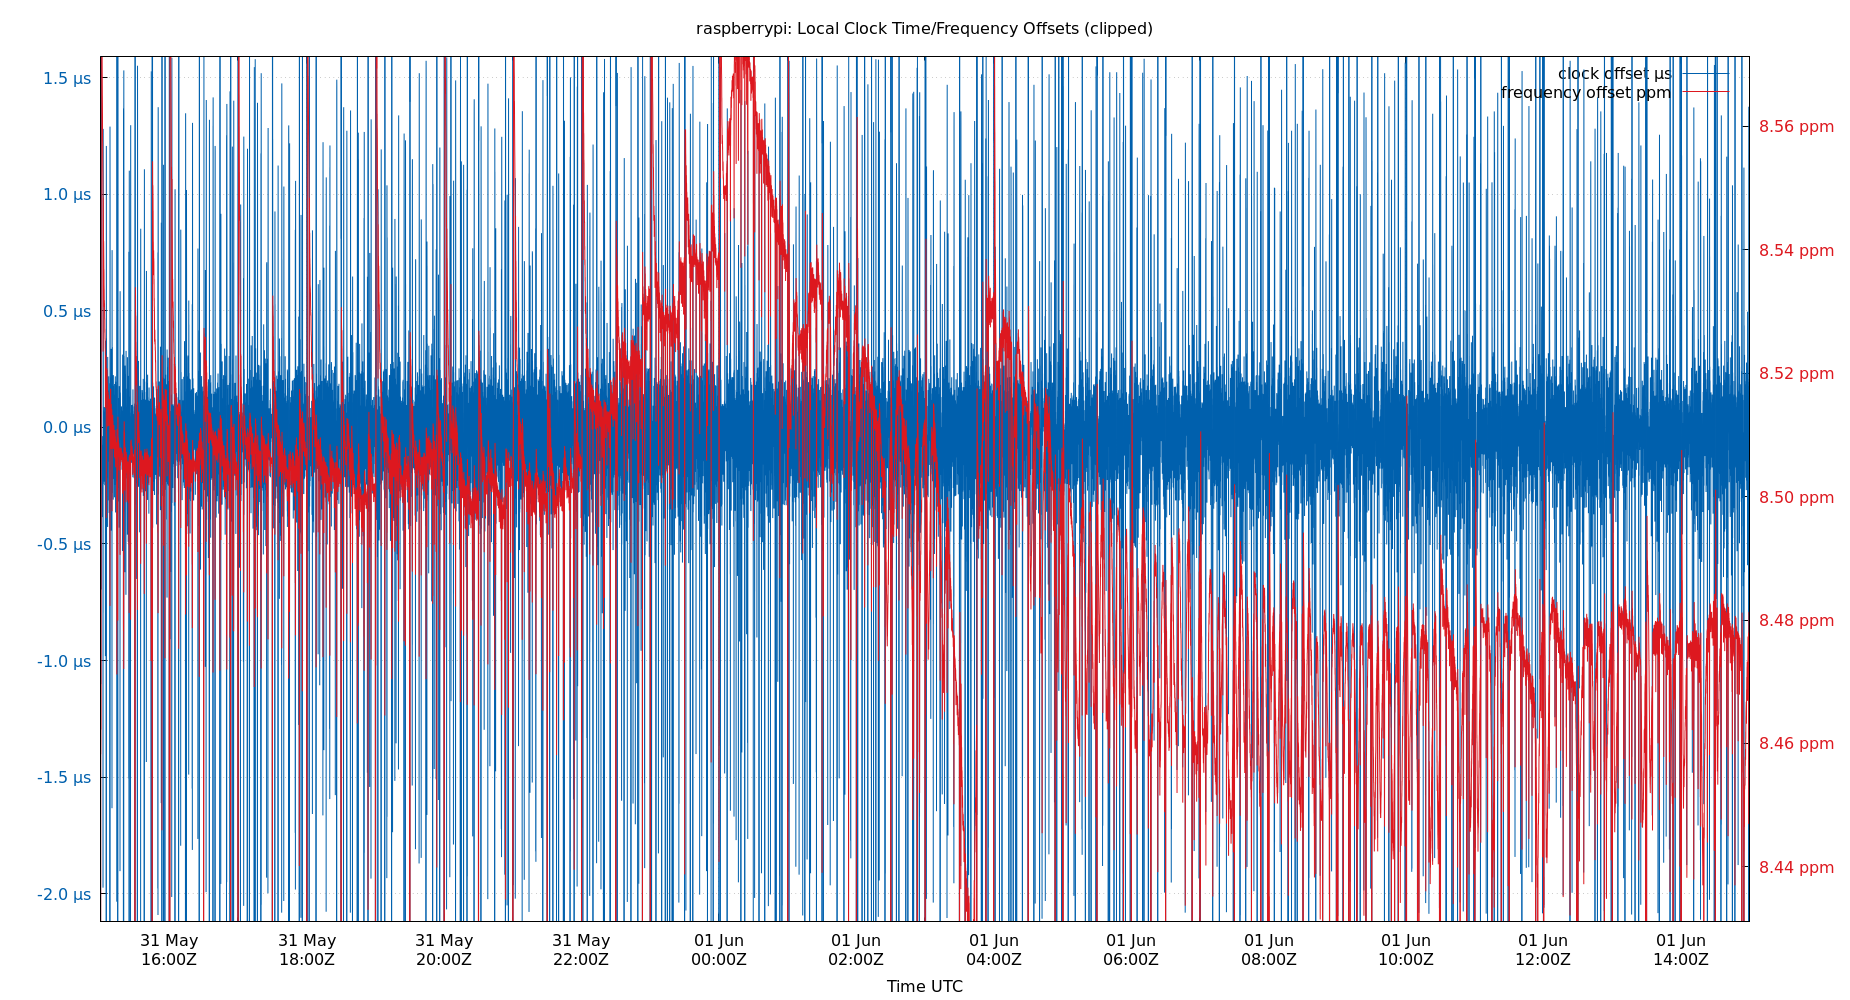 raspberrypi: Local Clock Time/Frequency Offsets (clipped)
clock offset µs
frequency offset ppm
1.5 µs
1.0 µs
0.5 µs
0.0 µs
-0.5 µs
-1.0 µs
-1.5 µs
-2.0 µs
8.56 ppm
8.54 ppm
8.52 ppm
8.50 ppm
8.48 ppm
8.46 ppm
8.44 ppm
31 May 31 May 31 May 31 May 01 Jun 01 Jun 01 Jun 01 Jun 01 Jun 01 Jun 01 Jun 01 Jun
16:00Z 18:00Z 20:00Z 22:00Z 00:00Z 02:00Z 04:00Z 06:00Z 08:00Z 10:00Z 12:00Z 14:00Z
Time UTC